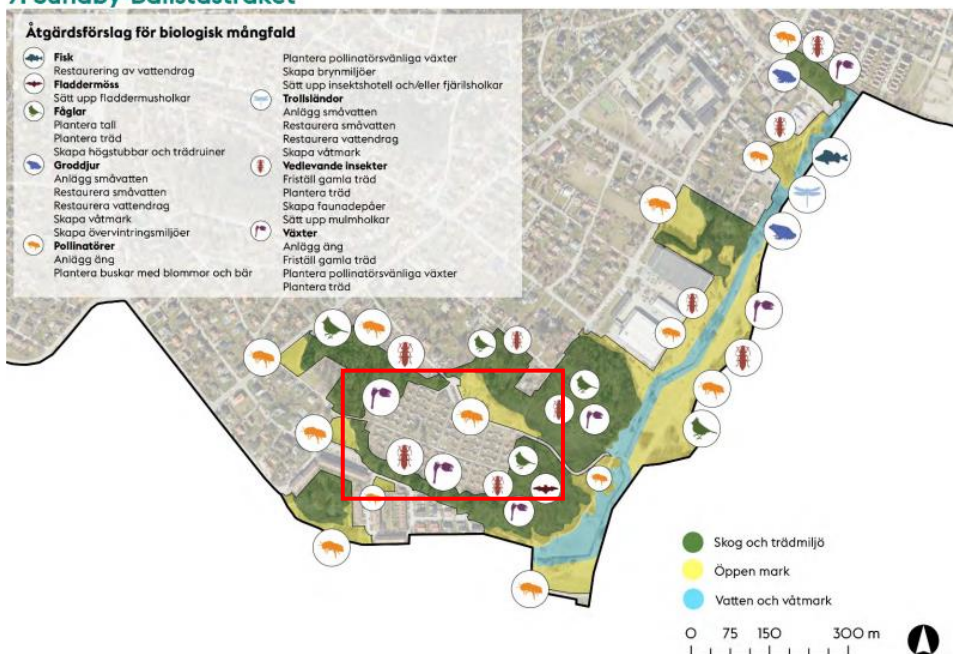 Åtgärdsförslag för biologisk mångfald
Fisk
Restaurering av vattendrag
Fladdermöss
Sätt upp fladdermusholkar
Fåglar
Plantera tall
Plantera träd
Skapa högstubbar och trädruiner
Groddjur
Anlägg småvatten
Restaurera småvatten
Restaurera vattendrag
Skapa våtmark
Skapa övervintringsmiljöer
Pollinatörer
Anlägg äng
Plantera buskar med blommor och bär
Plantera pollinatörsvänliga växter
Skapa brynmiljöer
Sätt upp insektshotell och/eller fjärilsholkar
Trollsländor
Anlägg småvatten
Restaurera småvatten
Restaurera vattendrag
Skapa våtmark
Vedlevande insekter
Friställ gamla träd
Plantera träd
Skapa faunadepåer
Sätt upp mulmholkar
Växter
Anlägg äng
Friställ gamla träd
Plantera pollinatörsvänliga växter
Plantera träd
Skog och trädmiljö
Öppen mark
Vatten och våtmark
0 75 150 300 m